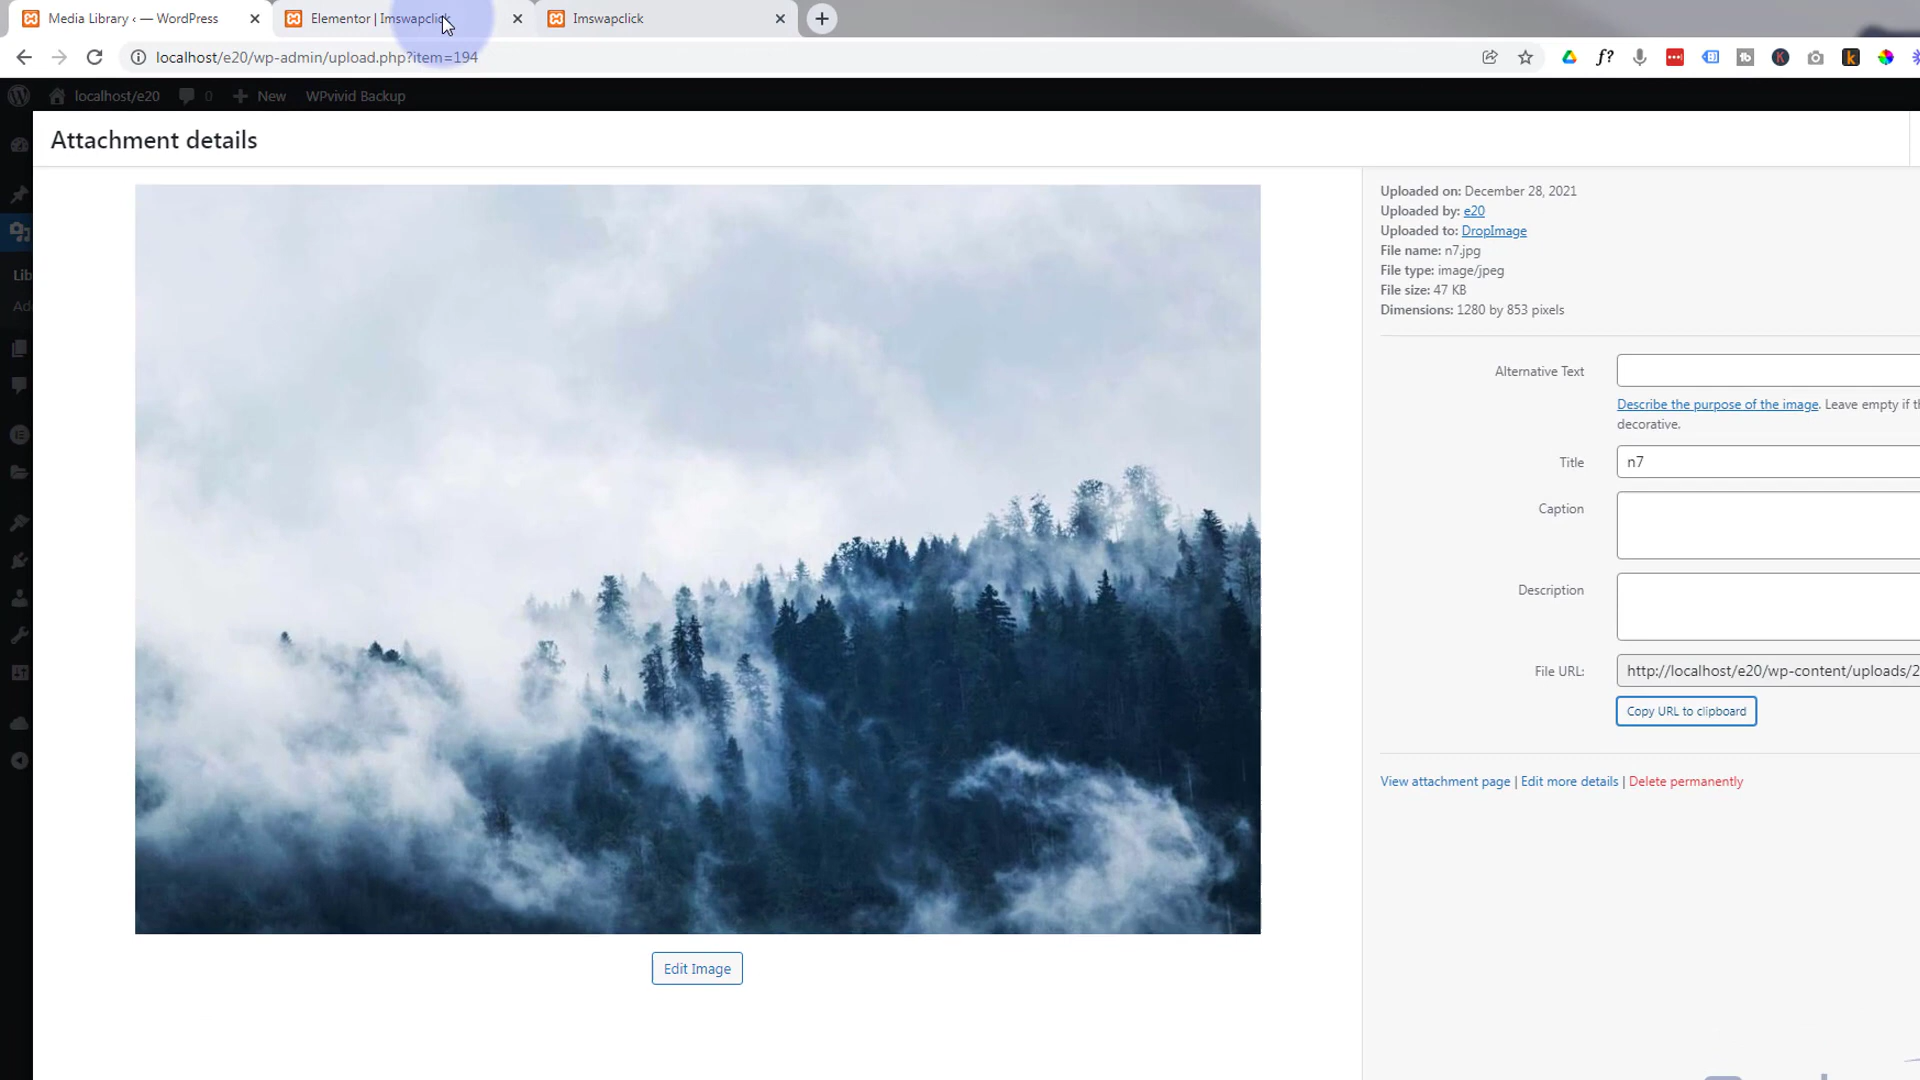 Media Library ‹ — WordPress
Elementor | Imswapclick
Imswapclick
localhost/e20/wp-admin/upload.php?item=194
localhost/e20
0
New
WPvivid Backup
Attachment details
Uploaded on: December 28, 2021
Uploaded by: e20
Uploaded to: DropImage
File name: n7.jpg
File type: image/jpeg
File size: 47 KB
Dimensions: 1280 by 853 pixels
Lib
Alternative Text
Describe the purpose of the image. Leave empty if
decorative.
Title
n7
Caption
Description
File URL:
http://localhost/e20/wp-content/uploads/2
Copy URL to clipboard
View attachment page | Edit more details | Delete permanently
Edit Image